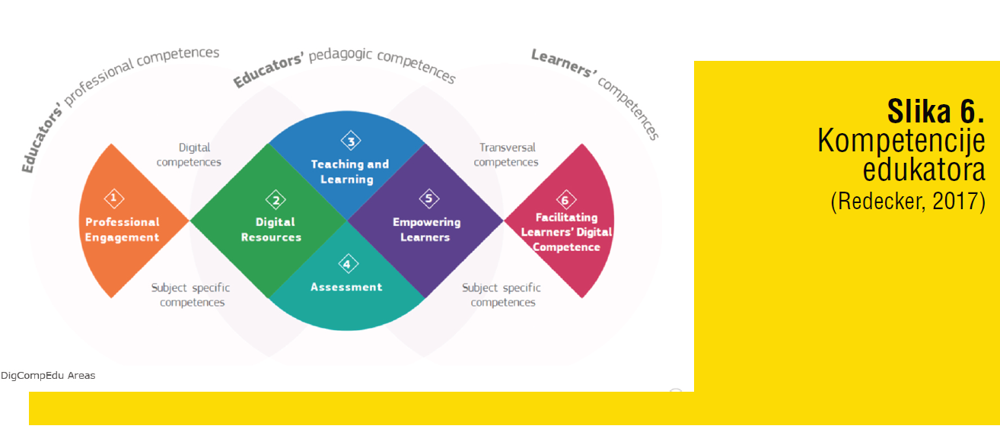 Educators' professional competences
Educators' pedagogic competences
Learners' competences
Digital
competences
Transversal
competences
1
Professional
Engagement
2
Digital
Resources
3
Teaching and
Learning
4
Assessment
5
Empowering
Learners
6
Facilitating
Learners' Digital
Competence
Subject specific
competences
Subject specific
competences
DigCompEdu Areas
Slika 6.
Kompetencije
edukatora
(Redecker, 2017)